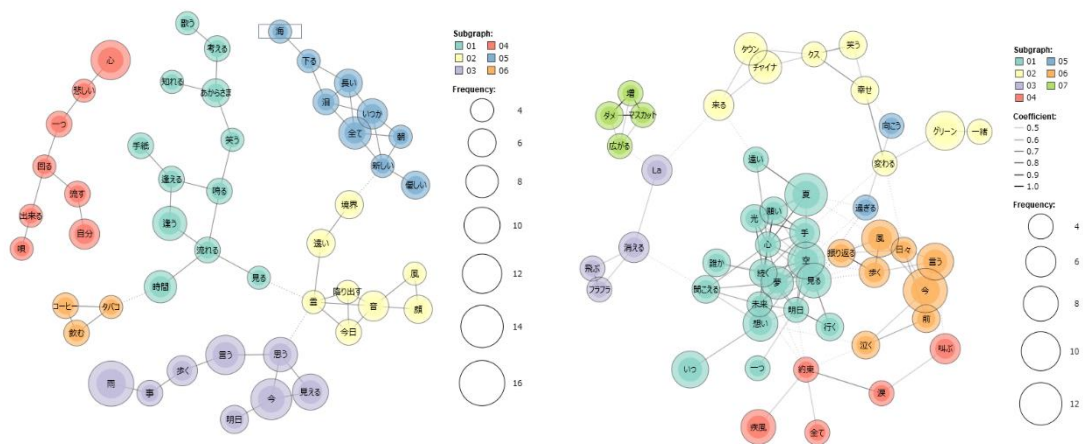 歌う
考える
知れる
あからさま
笑う
手紙
違える
鳴る
違う
流れる
時間
見る
心
悲しい
一つ
回る
流す
出来る
自分
唄
コーヒー
タバコ
飲む
海
下る
長い
泪
いつか
全て
朝
新しい
優しい
境界
遠い
風
降り出す
雲
音
顔
今日
言う
思う
歩く
雨
事
今
見える
明日
Subgraph:
01 04
02 05
03 06
Frequency:
4
6
8
10
12
14
16
タウン
チャイナ
タス
笑う
幸せ
来る
増
ダメ
マスカット
広がる
La
向こう
グリーン
一緒
変わる
遠い
夏
過ぎる
光
願い
手
風
心
振り返る
日々
誰か
空
言う
消える
続く
歩く
飛ぶ
夢
見る
聞こえる
今
フラフラ
未来
明日
前
想い
行く
泣く
叫ぶ
いつ
一つ
約束
涙
疾風
全て
Subgraph:
01 05
02 06
03 07
04
Coefficient:
0.5
0.6
0.7
0.8
0.9
1.0
Frequency:
4
6
8
10
12